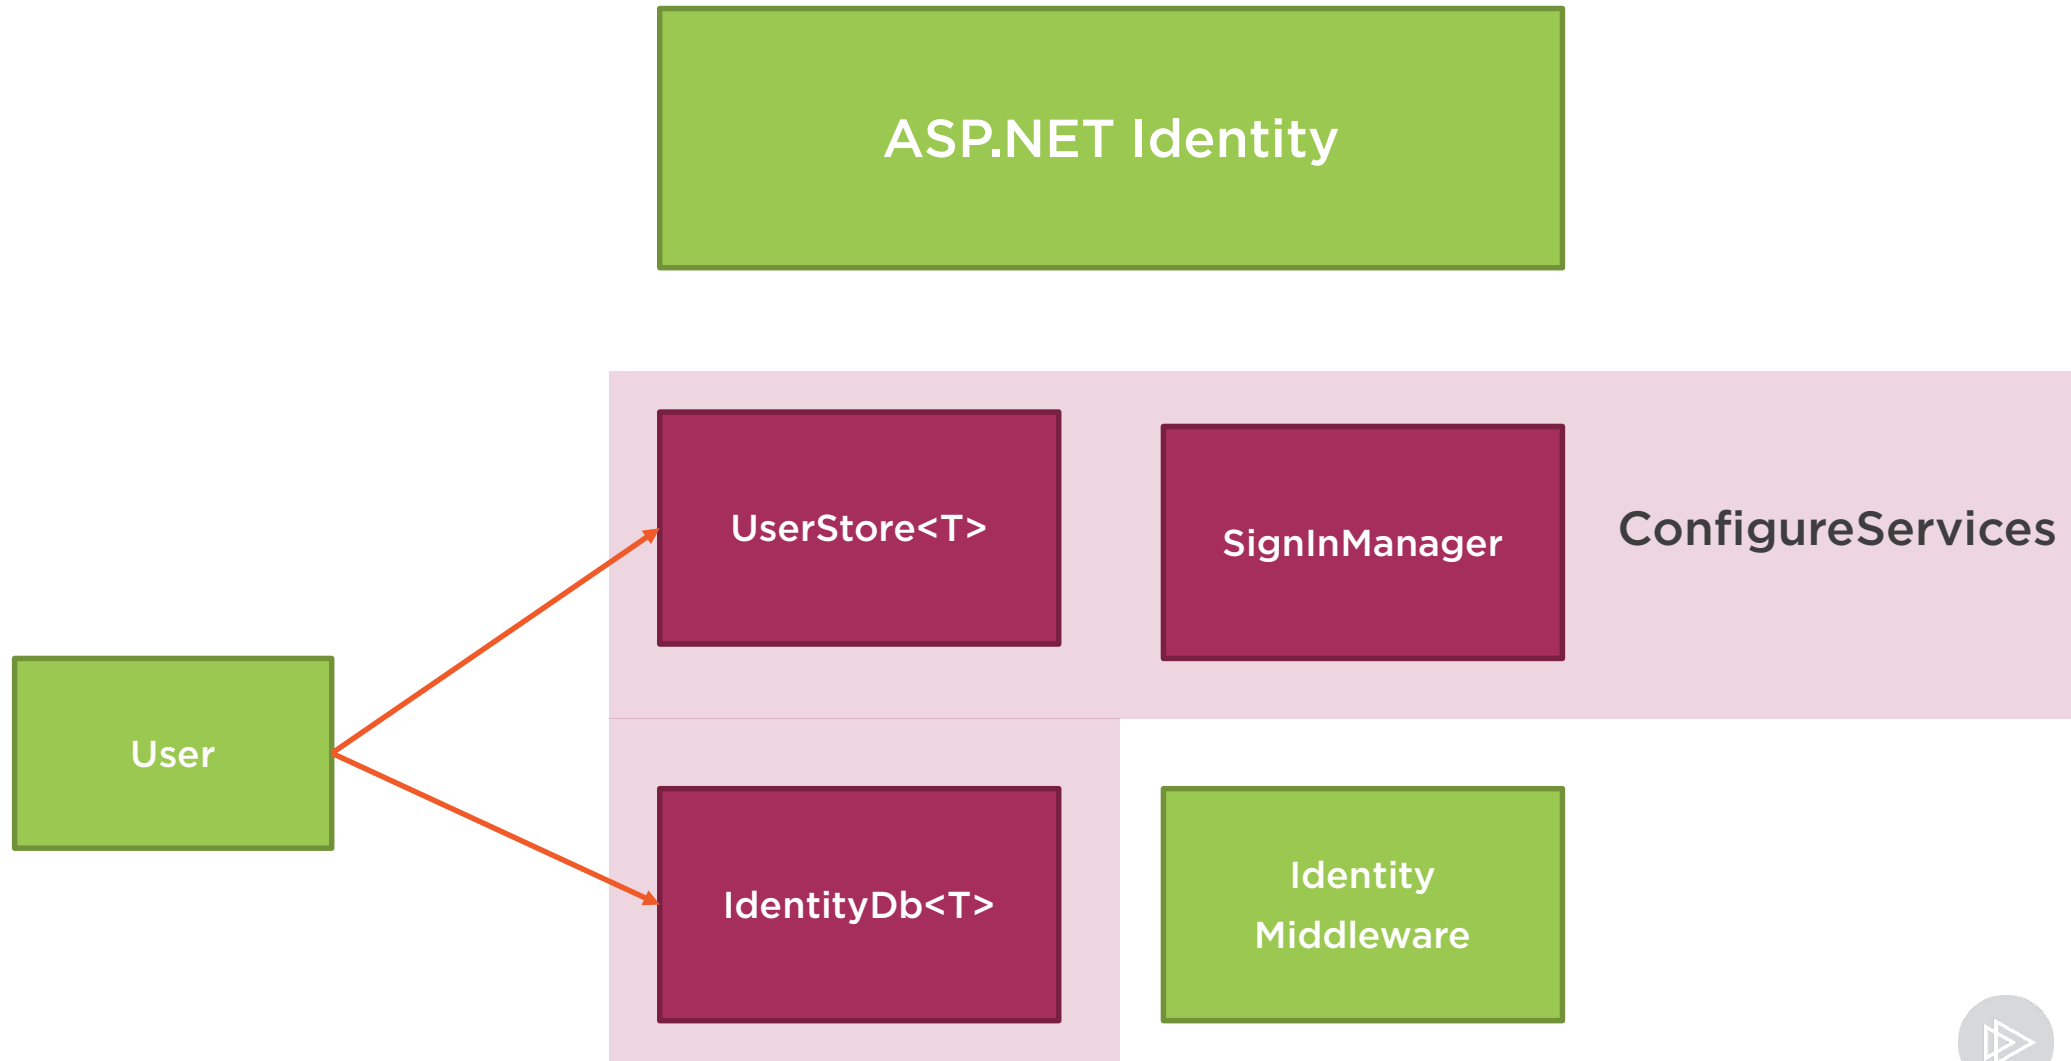 ASP.NET Identity
UserStore<T>
SignInManager
ConfigureServices
User
IdentityDb<T>
Identity
Middleware